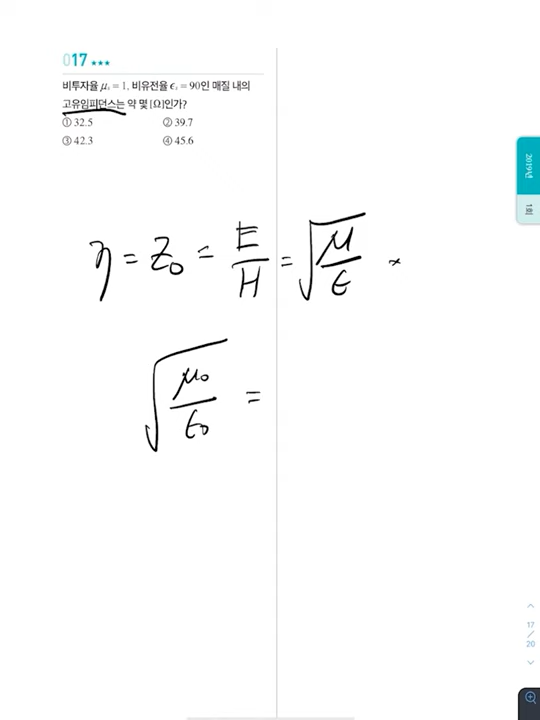 017 ★★★
비투자율 μₛ = 1, 비유전율 ϵₛ = 90인 매질 내의
고유임피던스는 약 몇 [Ω]인가?
① 32.5 ② 39.7
③ 42.3 ④ 45.6
2019년
1회
η = Z₀ = E/H = √(μ/ϵ) *
√(μ₀/ϵ₀) =
17
/
20